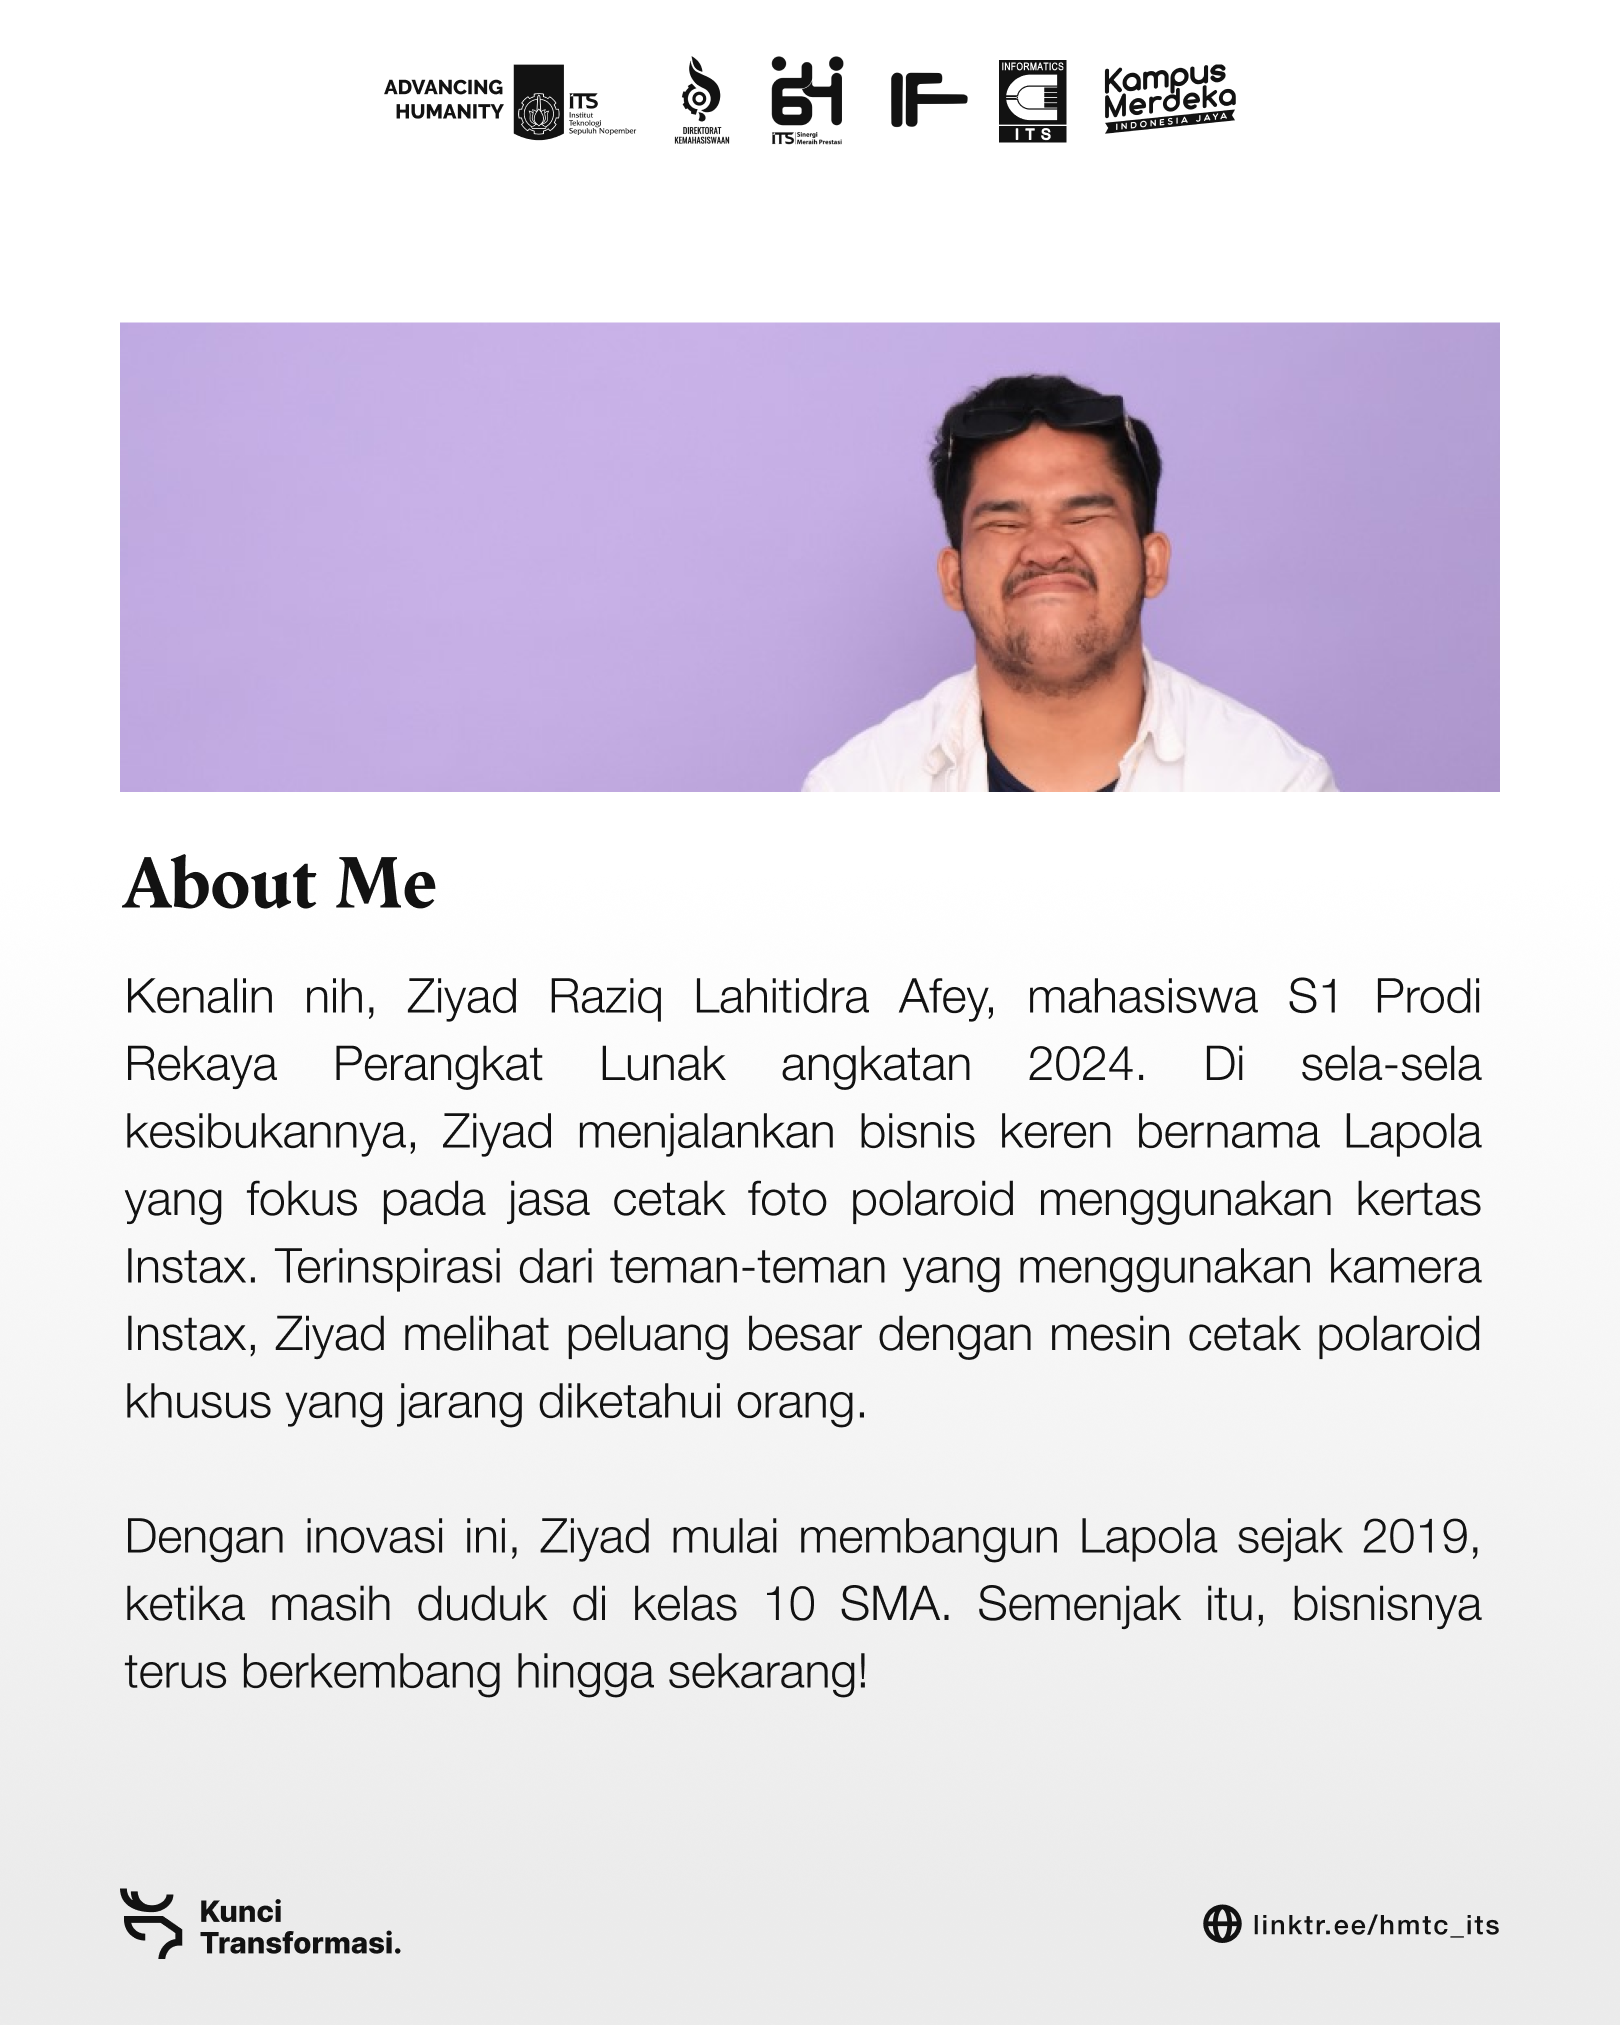 ADVANCING
HUMANITY
iTS
Institut
Teknologi
Sepuluh Nopember
DIREKTORAT
KEMAHASISWAAN
64
iTS Sinergi
Meraih Prestasi
IF
INFORMATICS
ITS
Kampus
Merdeka
INDONESIA JAYA
About Me
Kenalin nih, Ziyad Raziq Lahitidra Afey, mahasiswa S1 Prodi
Rekaya Perangkat Lunak angkatan 2024. Di sela-sela
kesibukannya, Ziyad menjalankan bisnis keren bernama Lapola
yang fokus pada jasa cetak foto polaroid menggunakan kertas
Instax. Terinspirasi dari teman-teman yang menggunakan kamera
Instax, Ziyad melihat peluang besar dengan mesin cetak polaroid
khusus yang jarang diketahui orang.
Dengan inovasi ini, Ziyad mulai membangun Lapola sejak 2019,
ketika masih duduk di kelas 10 SMA. Semenjak itu, bisnisnya
terus berkembang hingga sekarang!
Kunci
Transformasi.
linktr.ee/hmtc_its